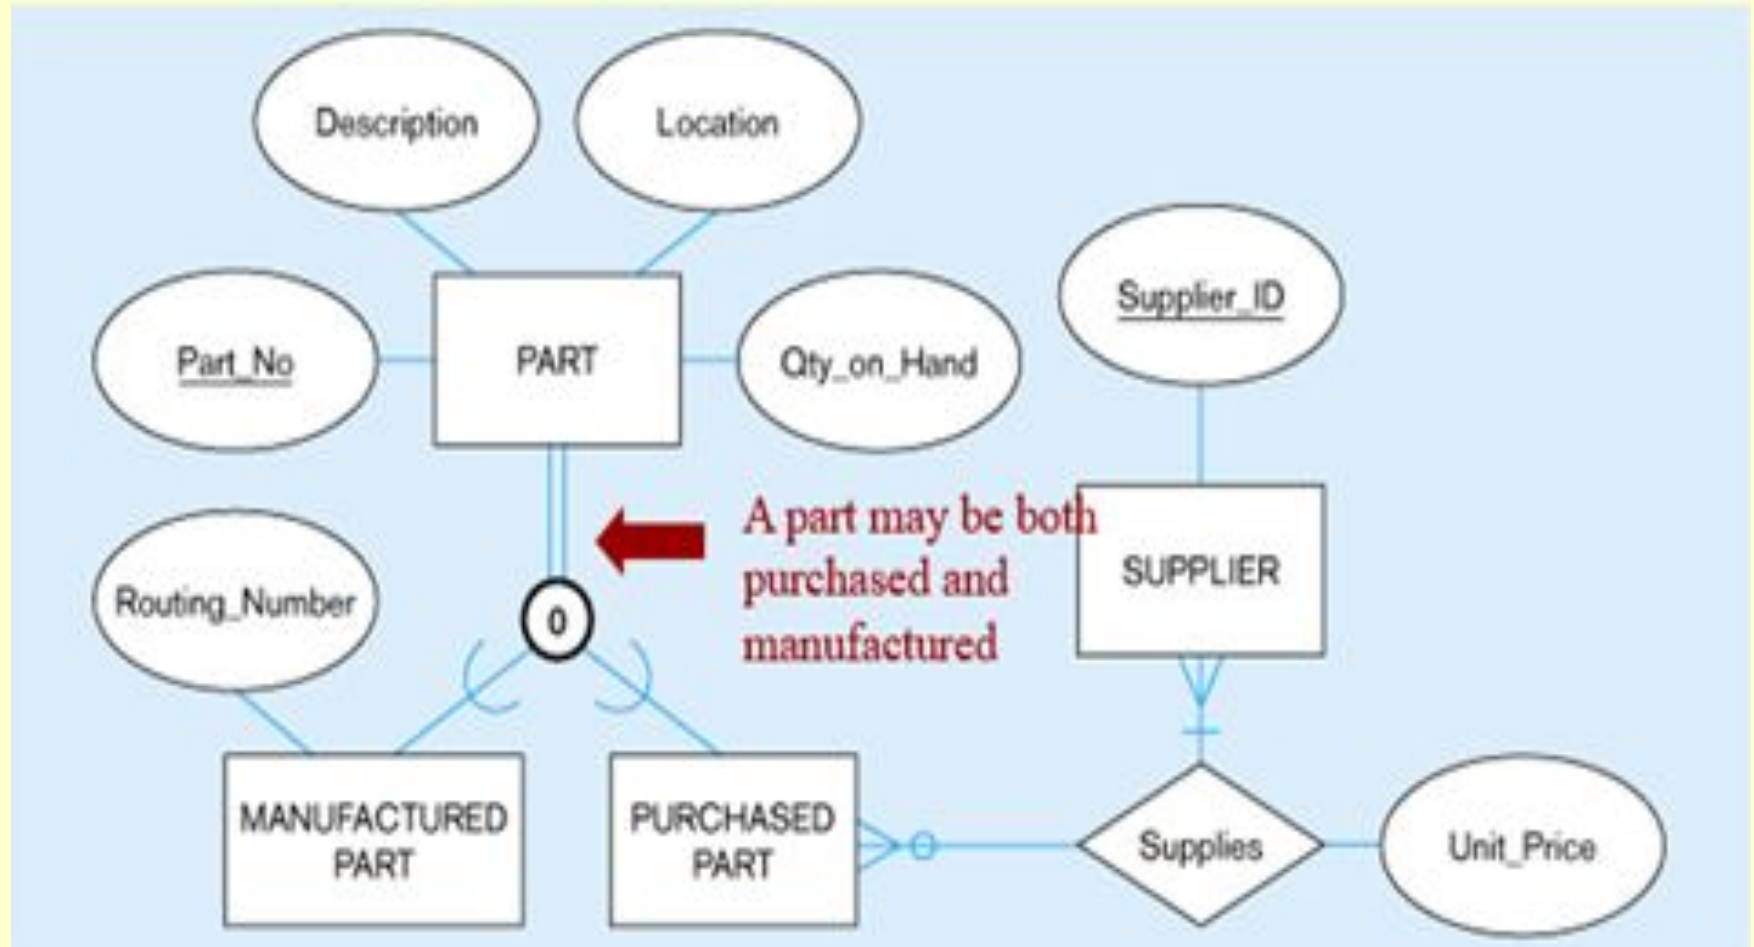 Description
Location
Supplier_ID
Part_No
PART
Qty_on_Hand
A part may be both
purchased and
manufactured
SUPPLIER
Routing_Number
0
MANUFACTURED
PART
PURCHASED
PART
Supplies
Unit_Price